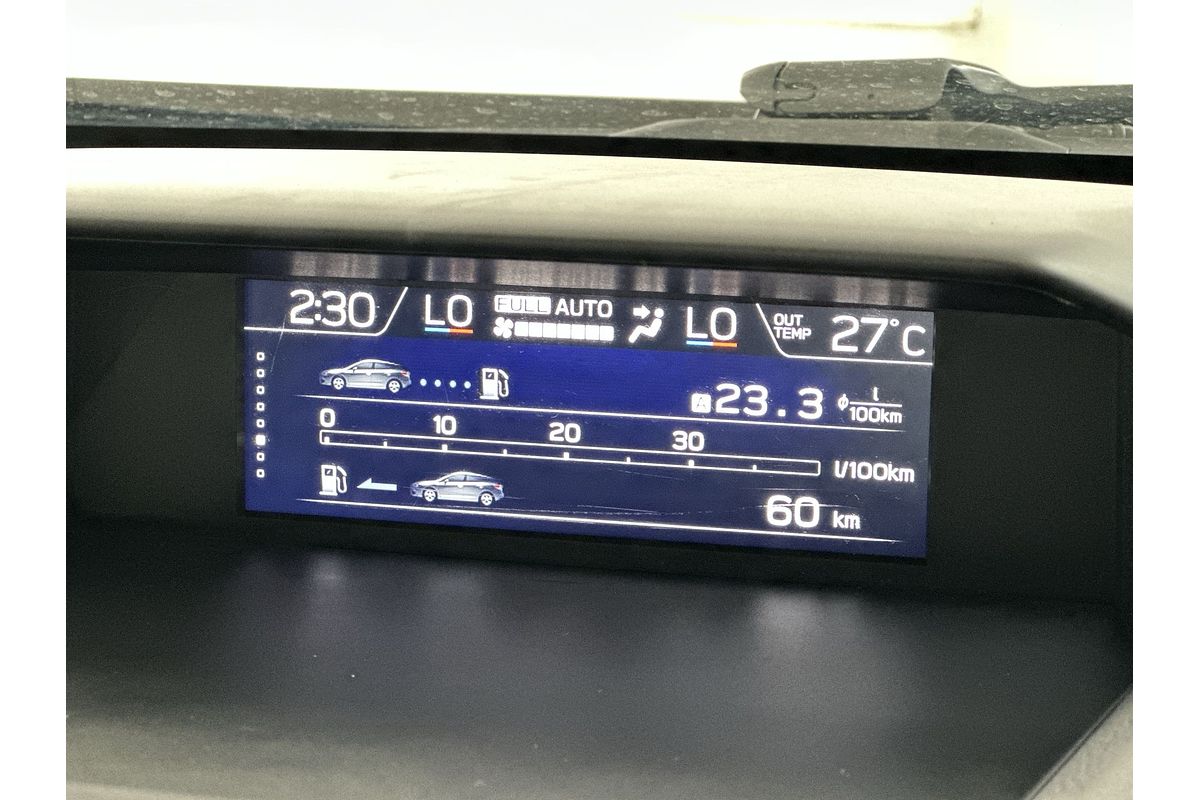 2:30 LO FULL AUTO LO OUT TEMP 27°C
A 23.3 ϕ l/100km
0 10 20 30
l/100km
60 km